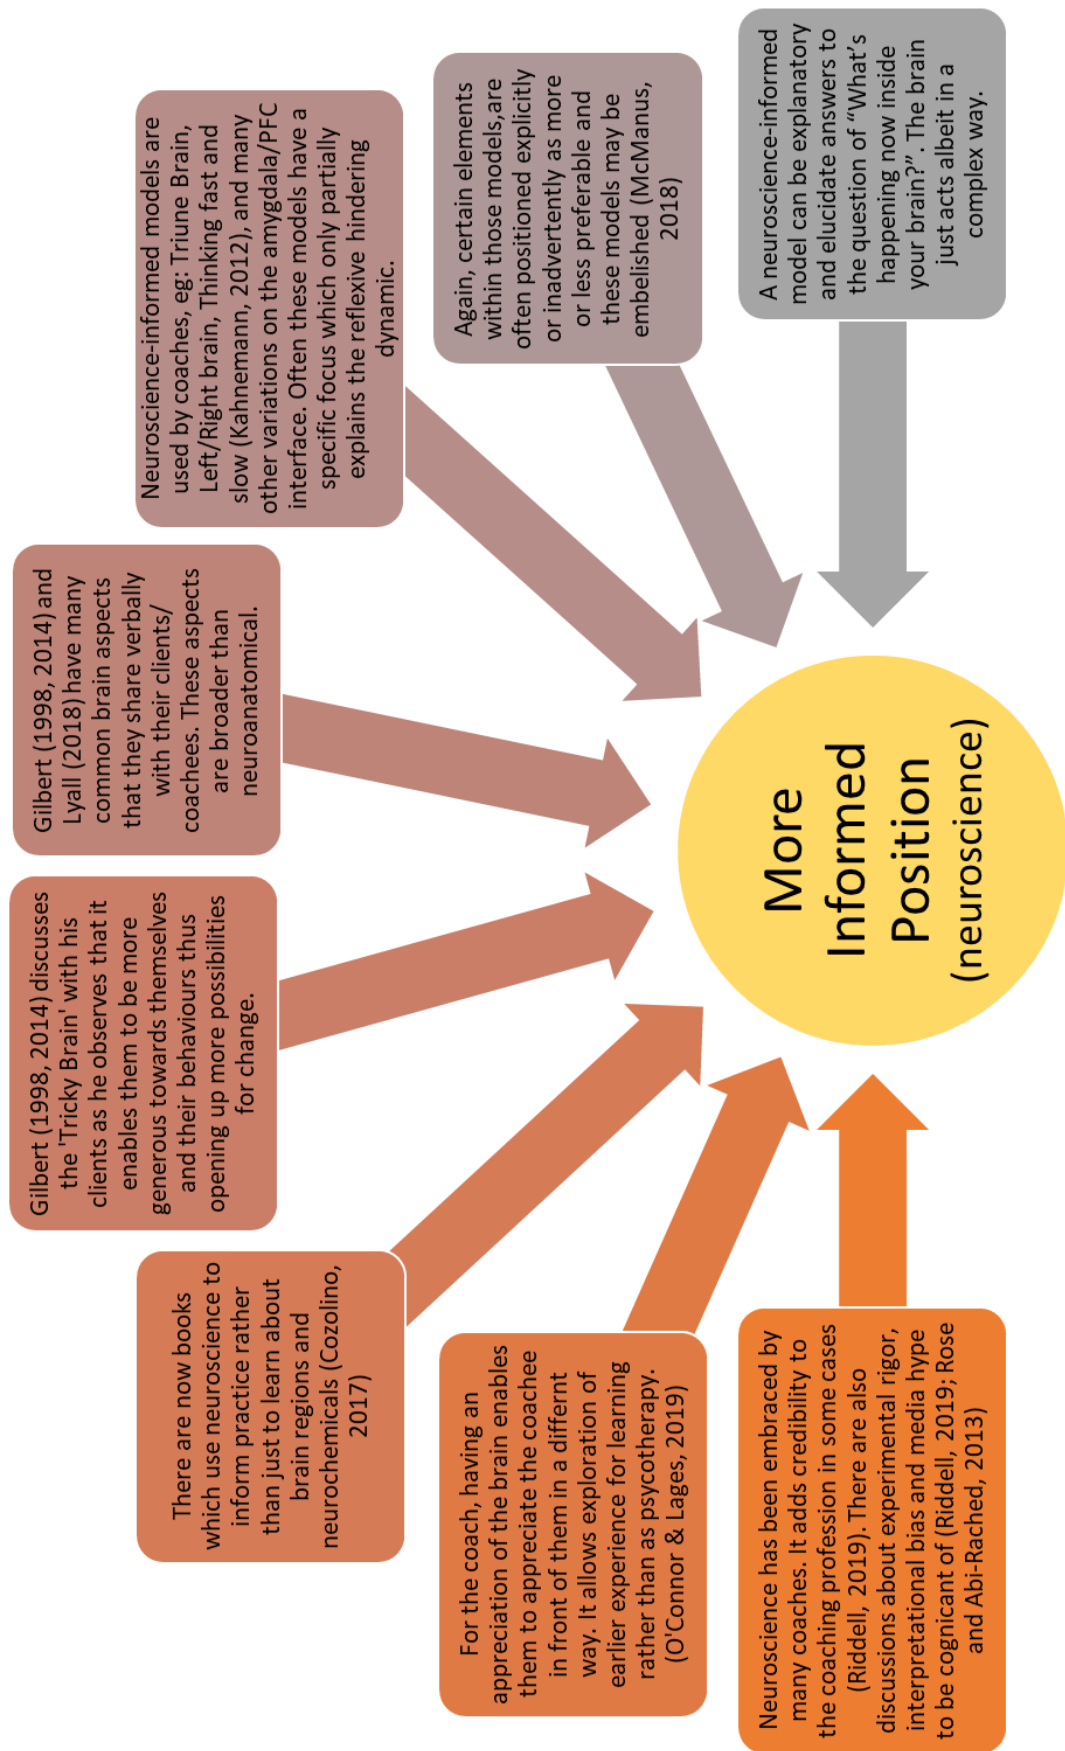 Neuroscience has been embraced by
many coaches. It adds credibility to
the coaching profession in some cases
(Riddell, 2019). There are also
discussions about experimental rigor,
interpretational bias and media hype
to be cognicant of (Riddell, 2019; Rose
and Abi-Rached, 2013)
For the coach, having an
appreciation of the brain enables
them to appreciate the coachee
in front of them in a differnt
way. It allows exploration of
earlier experience for learning
rather than as psycotherapy.
(O'Connor & Lages, 2019)
There are now books
which use neuroscience to
inform practice rather
than just to learn about
brain regions and
neurochemicals (Cozolino,
2017)
Gilbert (1998, 2014) discusses
the 'Tricky Brain' with his
clients as he observes that it
enables them to be more
generous towards themselves
and their behaviours thus
opening up more possibilities
for change.
Gilbert (1998, 2014) and
Lyall (2018) have many
common brain aspects
that they share verbally
with their clients/
coachees. These aspects
are broader than
neuroanatomical.
Neuroscience-informed models are
used by coaches, eg: Triune Brain,
Left/Right brain, Thinking fast and
slow (Kahnemann, 2012), and many
other variations on the amygdala/PFC
interface. Often these models have a
specific focus which only partially
explains the reflexive hindering
dynamic.
Again, certain elements
within those models,are
often positioned explicitly
or inadvertently as more
or less preferable and
these models may be
embelished (McManus,
2018)
A neuroscience-informed
model can be explanatory
and elucidate answers to
the question of “What’s
happening now inside
your brain?”. The brain
just acts albeit in a
complex way.
More
Informed
Position
(neuroscience)